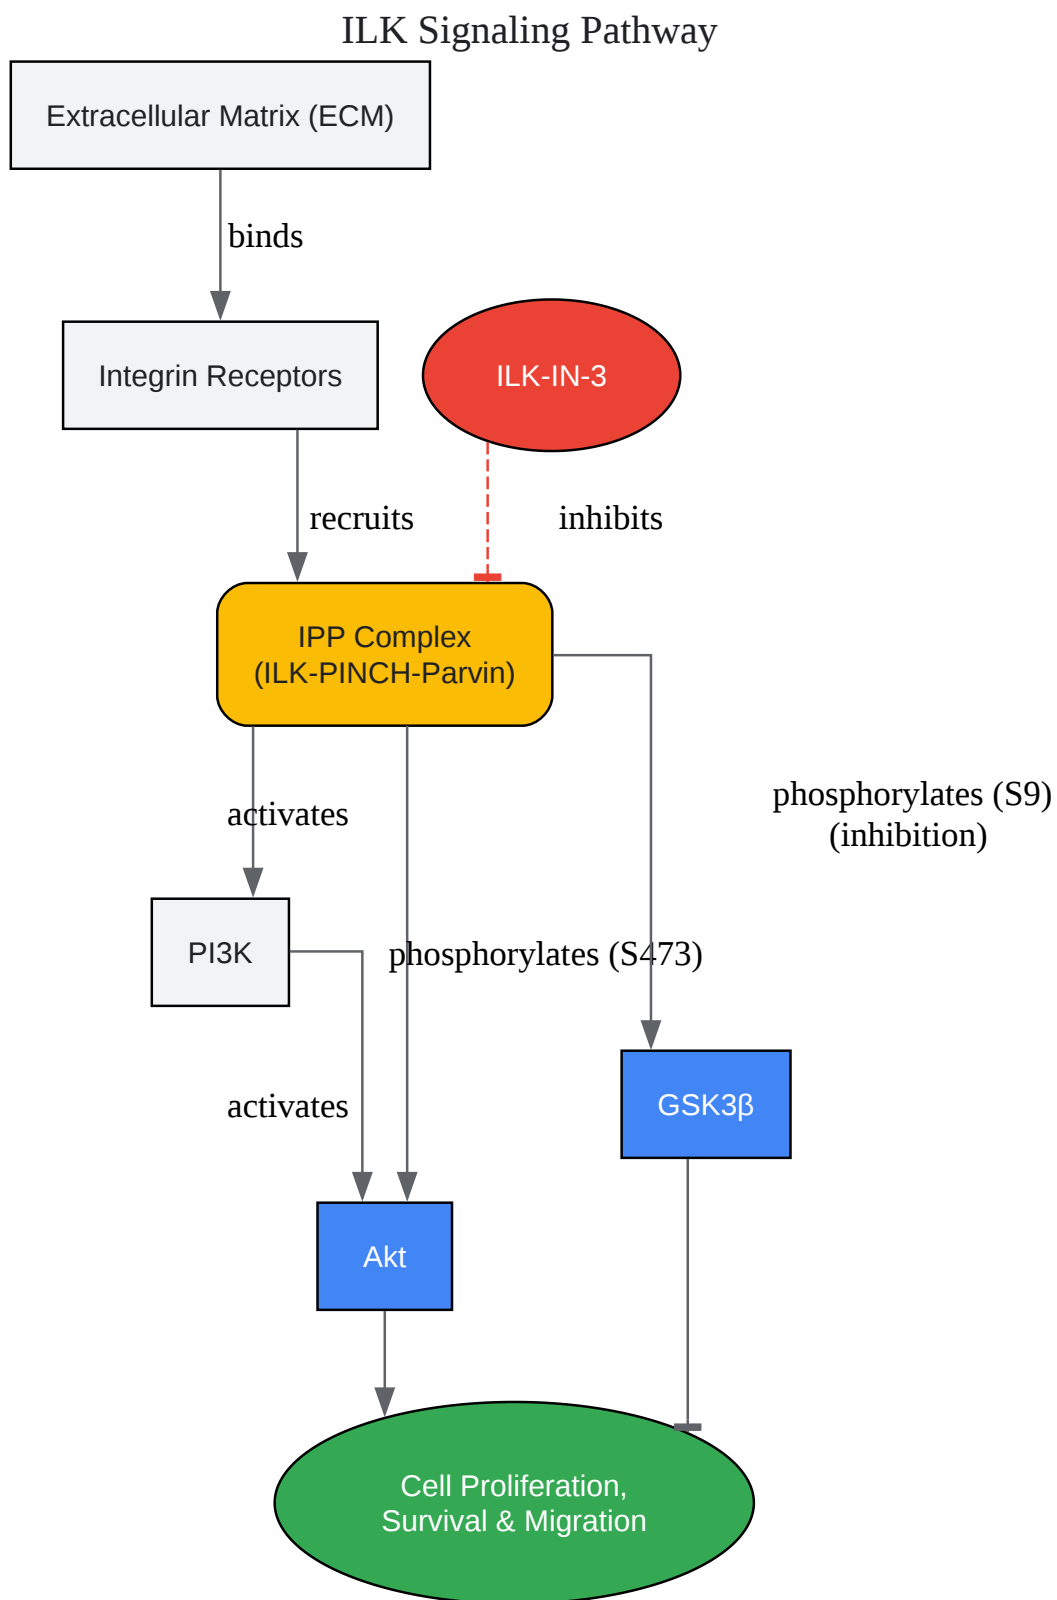 ILK Signaling Pathway
Extracellular Matrix (ECM)
binds
Integrin Receptors
ILK-IN-3
recruits
inhibits
IPP Complex
(ILK-PINCH-Parvin)
activates
phosphorylates (S9)
(inhibition)
PI3K
phosphorylates (S473)
activates
GSK3β
Akt
Cell Proliferation,
Survival & Migration